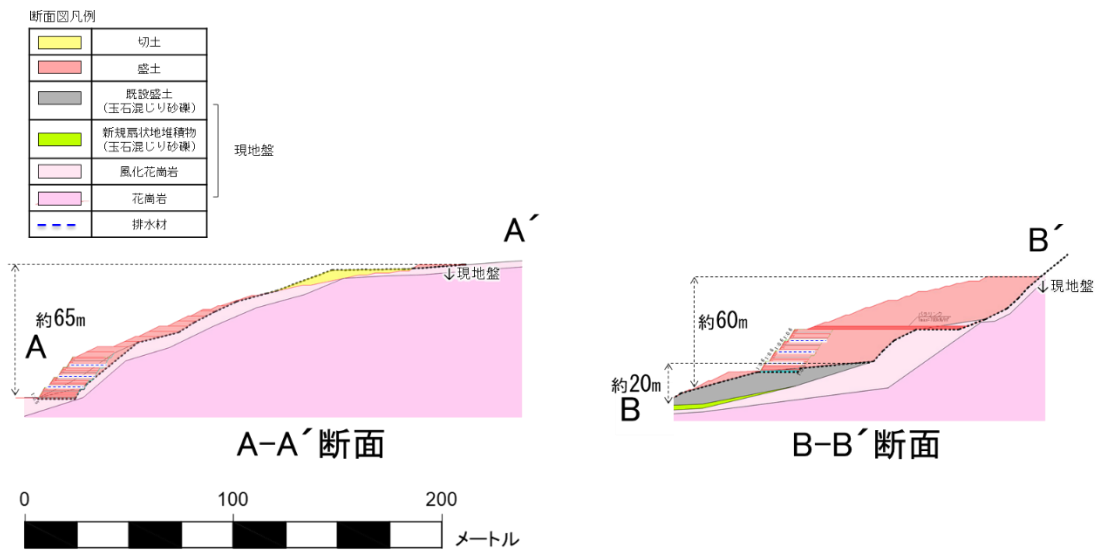 断面図凡例
切土
盛土
既設盛土
(玉石混じり砂礫)
新規扇状地堆積物
(玉石混じり砂礫)
風化花崗岩
花崗岩
排水材
現地盤
A´
↓現地盤
約65m
A
A-A´断面
B´
↓現地盤
約60m
約20m
B
B-B´断面
0
100
200
メートル